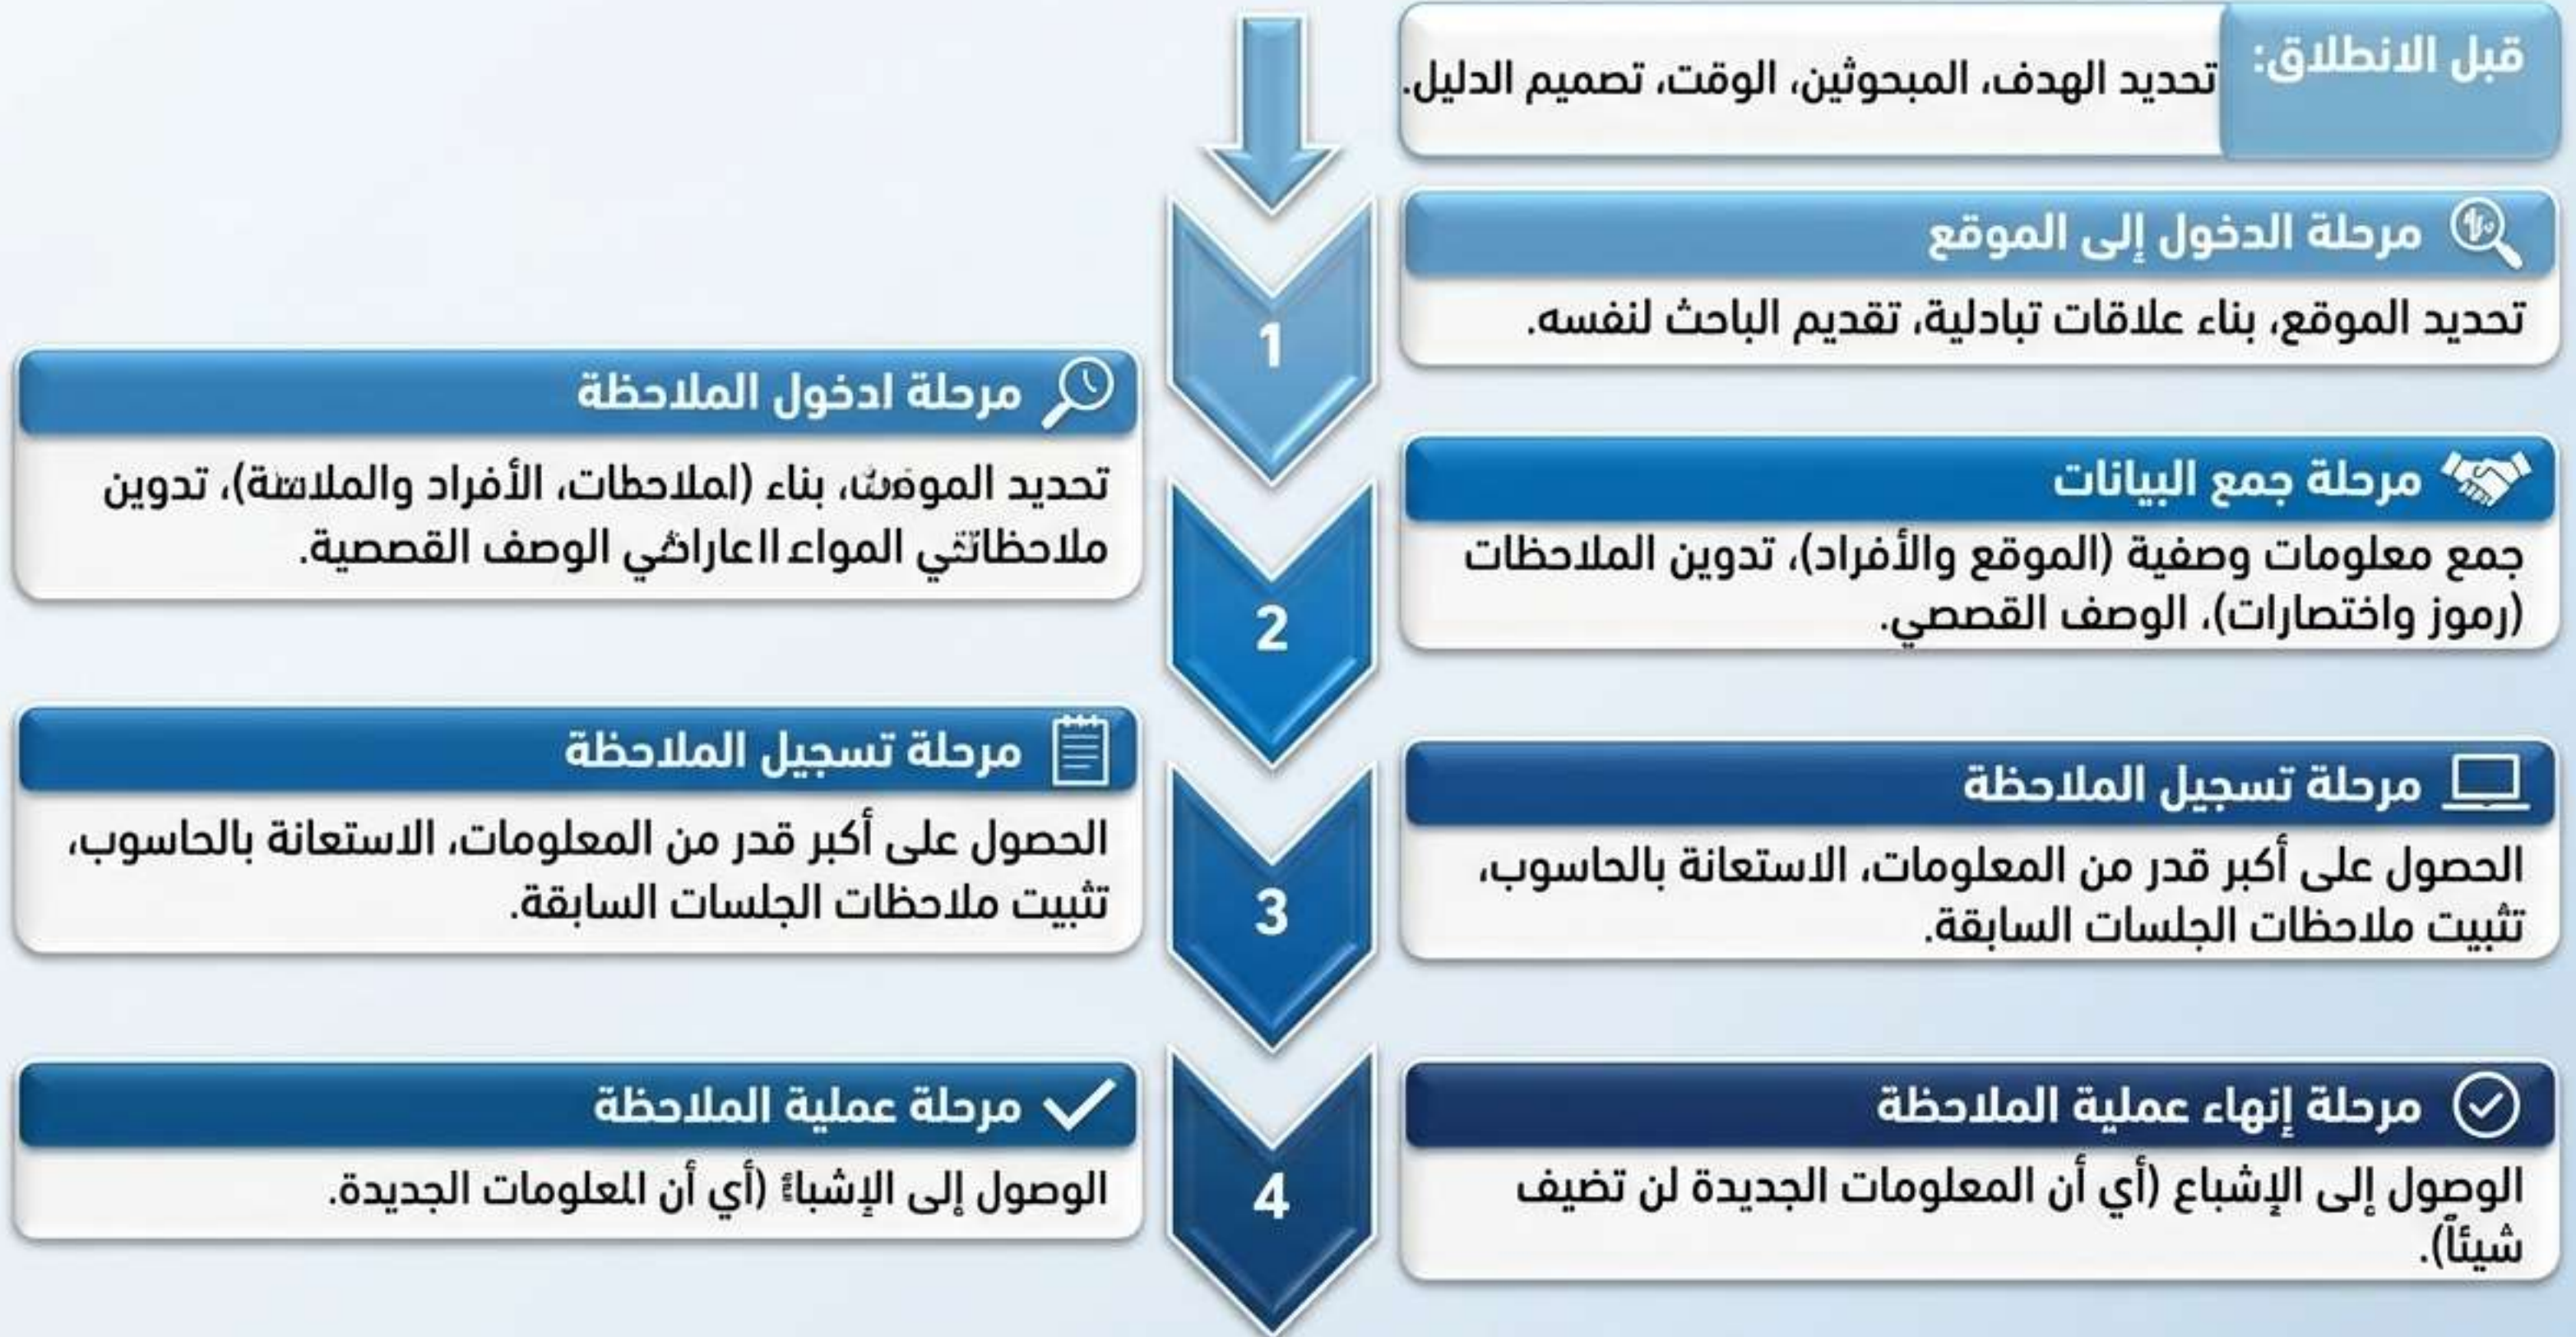 قبل الانطلاق:
تحديد الهدف، المبحوثين، الوقت، تصميم الدليل.
1
مرحلة الدخول إلى الموقع
تحديد الموقع، بناء علاقات تبادلية، تقديم الباحث لنفسه.
مرحلة ادخول الملاحظة
تحديد بناء (املاحطات، الأفراد تدوين
المواء الوصف القصصية.
2
مرحلة جمع البيانات
جمع معلومات وصفية (الموقع والأفراد)، تدوين الملاحظات
(رموز واختصارات)، الوصف القصصي.
3
مرحلة تسجيل الملاحظة
الحصول على أكبر قدر من المعلومات، الاستعانة بالحاسوب،
تثبيت ملاحظات الجلسات السابقة.
مرحلة تسجيل الملاحظة
الحصول على أكبر قدر من المعلومات، الاستعانة بالحاسوب،
تثبيت ملاحظات الجلسات السابقة.
4
مرحلة إنهاء عملية الملاحظة
الوصول إلى الإشباع (أي أن المعلومات الجديدة لن تضيف
شيئاً).
مرحلة عملية الملاحظة
الوصول إلى (أي أن المعلومات الجديدة.